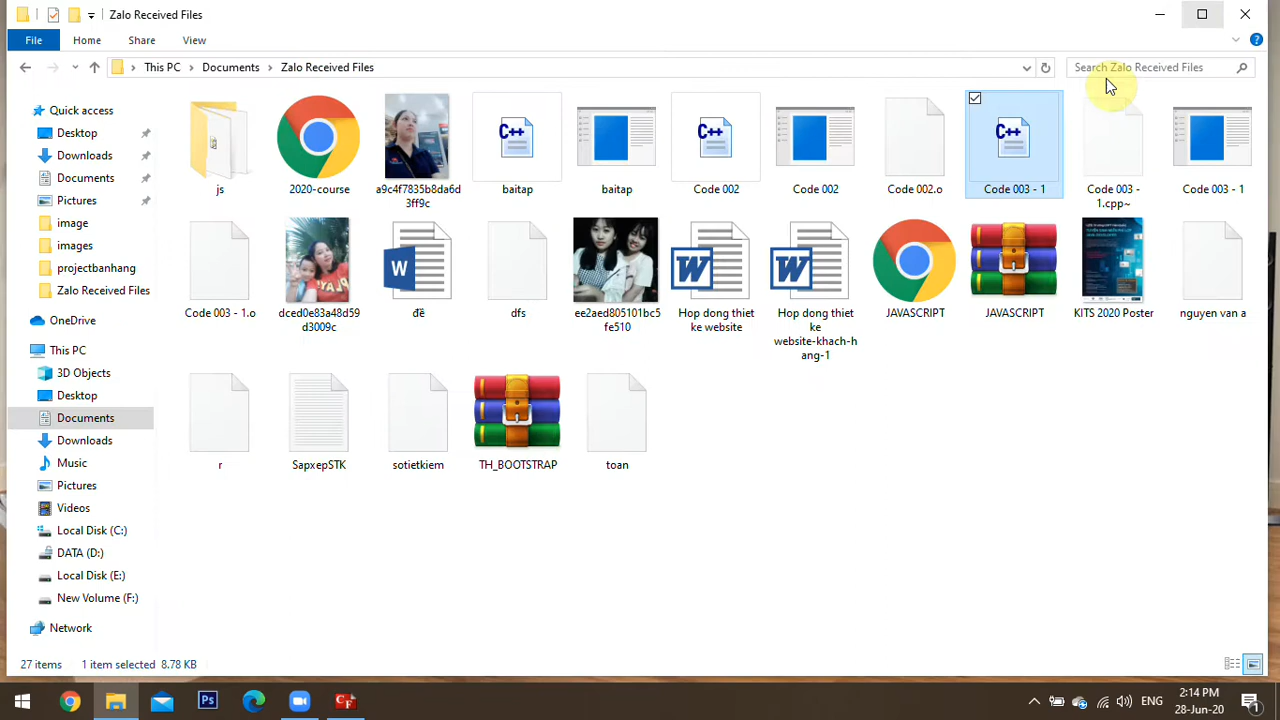 Zalo Received Files
File Home Share View
This PC Documents Zalo Received Files Search Zalo Received Files
Quick access
Desktop
Downloads
Documents
Pictures
image
images
projectbanhang
Zalo Received Files
OneDrive
This PC
3D Objects
Desktop
Documents
Downloads
Music
Pictures
Videos
Local Disk (C:)
DATA (D:)
Local Disk (E:)
New Volume (F:)
Network
js
2020-course
a9c4f7835b8da6d
3ff9c
C++
baitap
baitap
C++
Code 002
Code 002
Code 002.o
C++
Code 003 - 1
Code 003 -
1.cpp~
Code 003 - 1
Code 003 - 1.o
dced0e83a48d59
d3009c
W
đề
dfs
ee2aed805101bc5
fe510
W
Hop dong thiet
ke website
W
Hop dong thiet
ke
website-khach-h
ang-1
JAVASCRIPT
JAVASCRIPT
KITS 2020 Poster
nguyen van a
r
SapxepSTK
sotietkiem
TH_BOOTSTRAP
toan
27 items 1 item selected 8.78 KB
Ps
CF
ENG
2:14 PM
28-Jun-20
1